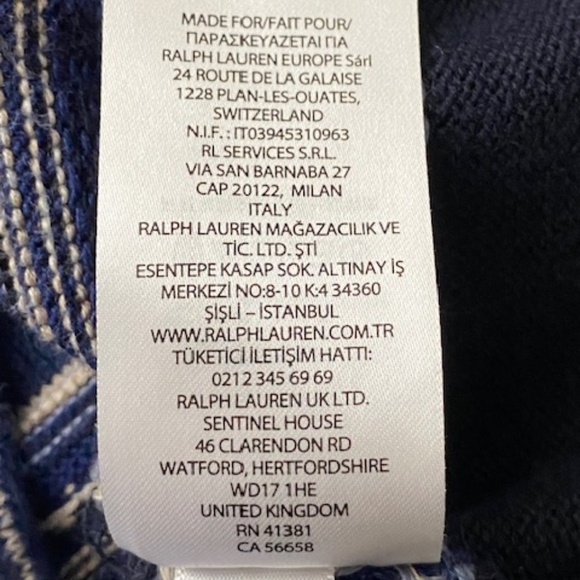 MADE FOR/FAIT POUR/
ΠΑΡΑΣΚΕΥΑΖΕΤΑΙ ΓΙΑ
RALPH LAUREN EUROPE Sárl
24 ROUTE DE LA GALAISE
1228 PLAN-LES-OUATES,
SWITZERLAND
N.I.F. : IT03945310963
RL SERVICES S.R.L.
VIA SAN BARNABA 27
CAP 20122, MILAN
ITALY
RALPH LAUREN MAĞAZACILIK VE
TİC. LTD. ŞTİ
ESENTEPE KASAP SOK. ALTINAY İŞ
MERKEZİ NO:8-10 K:4 34360
ŞİŞLİ – İSTANBUL
WWW.RALPHLAUREN.COM.TR
TÜKETİCİ İLETİŞİM HATTI:
0212 345 69 69
RALPH LAUREN UK LTD.
SENTINEL HOUSE
46 CLARENDON RD
WATFORD, HERTFORDSHIRE
WD17 1HE
UNITED KINGDOM
RN 41381
CA 56658